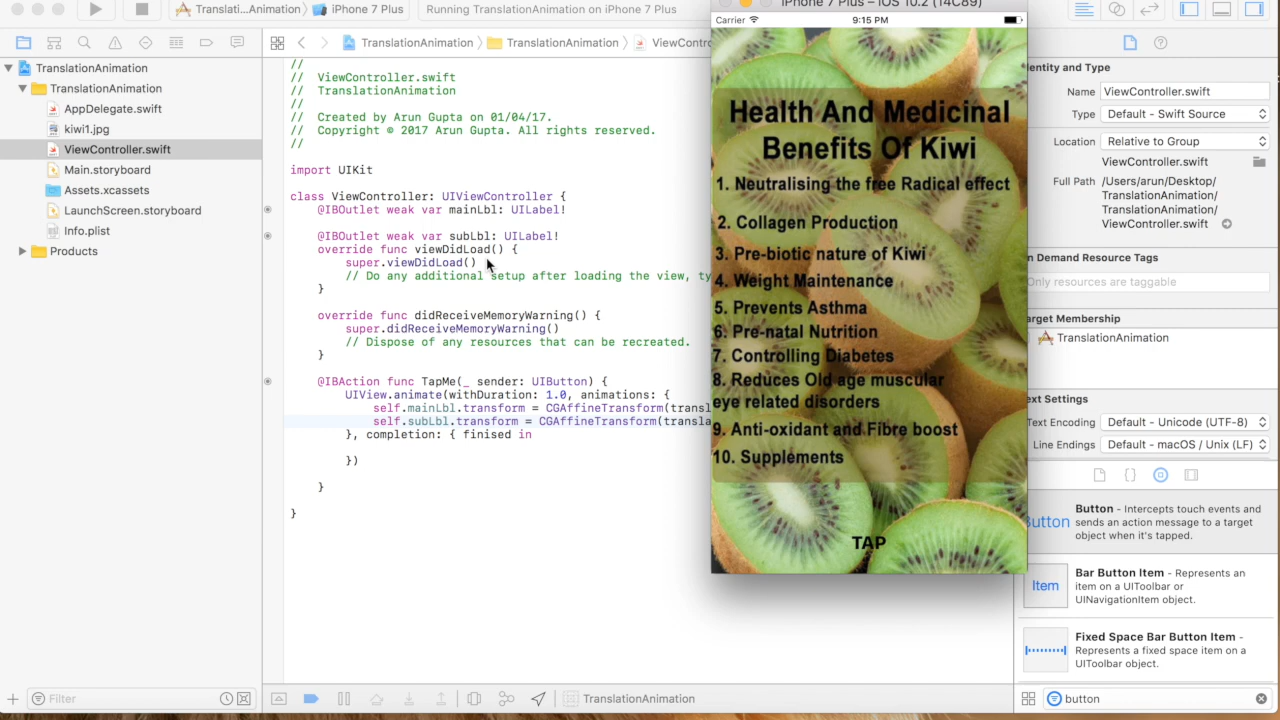 TranslationAnimation
iPhone 7 Plus
Running TranslationAnimation on iPhone 7 Plus
iPhone 7 Plus – iOS 10.2 (14C89)
TranslationAnimation
TranslationAnimation
AppDelegate.swift
kiwi1.jpg
ViewController.swift
Main.storyboard
Assets.xcassets
LaunchScreen.storyboard
Info.plist
Products
Filter
TranslationAnimation
TranslationAnimation
ViewContro
//
// ViewController.swift
// TranslationAnimation
//
// Created by Arun Gupta on 01/04/17.
// Copyright © 2017 Arun Gupta. All rights reserved.
//
import UIKit
class ViewController: UIViewController {
@IBOutlet weak var mainLbl: UILabel!
@IBOutlet weak var subLbl: UILabel!
override func viewDidLoad() {
super.viewDidLoad()
// Do any additional setup after loading the view, ty
}
override func didReceiveMemoryWarning() {
super.didReceiveMemoryWarning()
// Dispose of any resources that can be recreated.
}
@IBAction func TapMe(_ sender: UIButton) {
UIView.animate(withDuration: 1.0, animations: {
self.mainLbl.transform = CGAffineTransform(transl
self.subLbl.transform = CGAffineTransform(transla
}, completion: { finised in
})
}
}
TranslationAnimation
Carrier
9:15 PM
Health And Medicinal
Benefits Of Kiwi
1. Neutralising the free Radical effect
2. Collagen Production
3. Pre-biotic nature of Kiwi
4. Weight Maintenance
5. Prevents Asthma
6. Pre-natal Nutrition
7. Controlling Diabetes
8. Reduces Old age muscular
eye related disorders
9. Anti-oxidant and Fibre boost
10. Supplements
TAP
dentity and Type
Name ViewController.swift
Type Default - Swift Source
Location Relative to Group
ViewController.swift
Full Path /Users/arun/Desktop/
TranslationAnimation/
TranslationAnimation/
ViewController.swift
n Demand Resource Tags
Only resources are taggable
arget Membership
TranslationAnimation
ext Settings
Text Encoding Default - Unicode (UTF-8)
Line Endings Default - macOS / Unix (LF)
Button
Button - Intercepts touch events and
sends an action message to a target
object when it's tapped.
Item
Bar Button Item - Represents an
item on a UIToolbar or
UINavigationItem object.
Fixed Space Bar Button Item -
Represents a fixed space item on a
UIToolbar object.
button